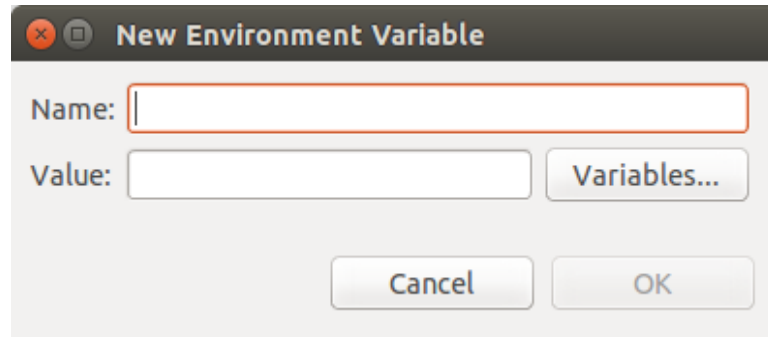 New Environment Variable
Name:
Value:
Variables...
Cancel
OK